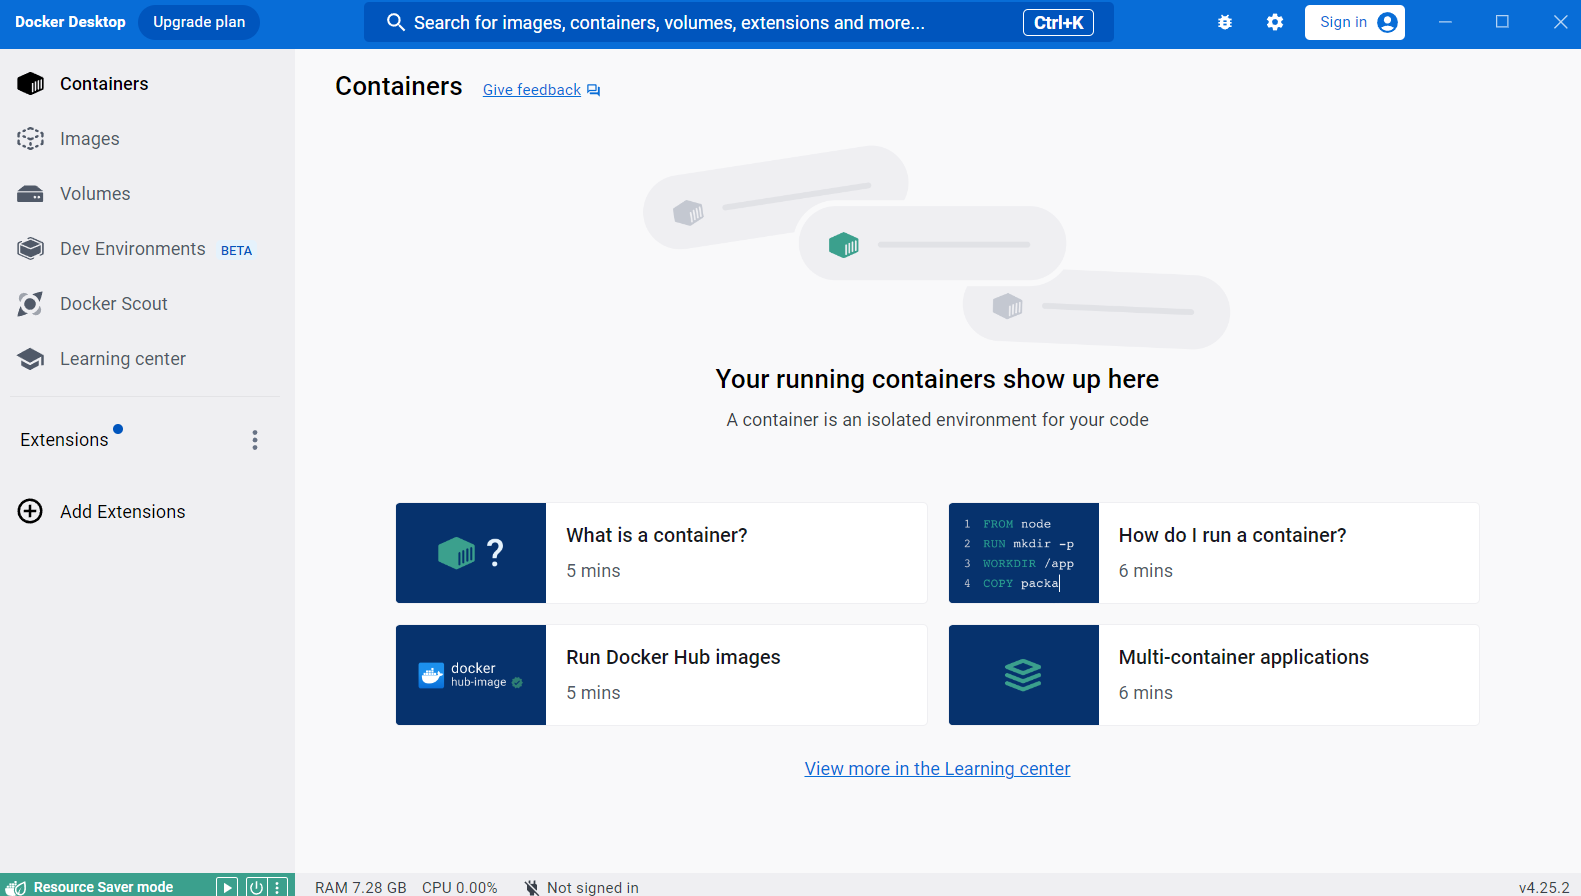 Docker Desktop Upgrade plan Search for images, containers, volumes, extensions and more... Ctrl+K Sign in
Containers
Images
Volumes
Dev Environments BETA
Docker Scout
Learning center
Extensions
Add Extensions
Containers Give feedback
Your running containers show up here
A container is an isolated environment for your code
?
What is a container?
5 mins
1 FROM node
2 RUN mkdir -p
3 WORKDIR /app
4 COPY packa
How do I run a container?
6 mins
docker
hub-image
Run Docker Hub images
5 mins
Multi-container applications
6 mins
View more in the Learning center
Resource Saver mode RAM 7.28 GB CPU 0.00% Not signed in v4.25.2